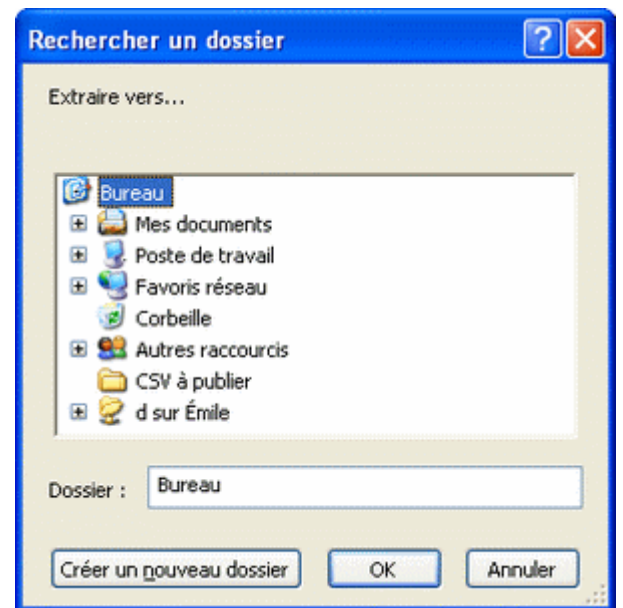 Rechercher un dossier
Extraire vers...
Bureau
Mes documents
Poste de travail
Favoris réseau
Corbeille
Autres raccourcis
CSV à publier
d sur Émile
Dossier : Bureau
Créer un nouveau dossier OK Annuler